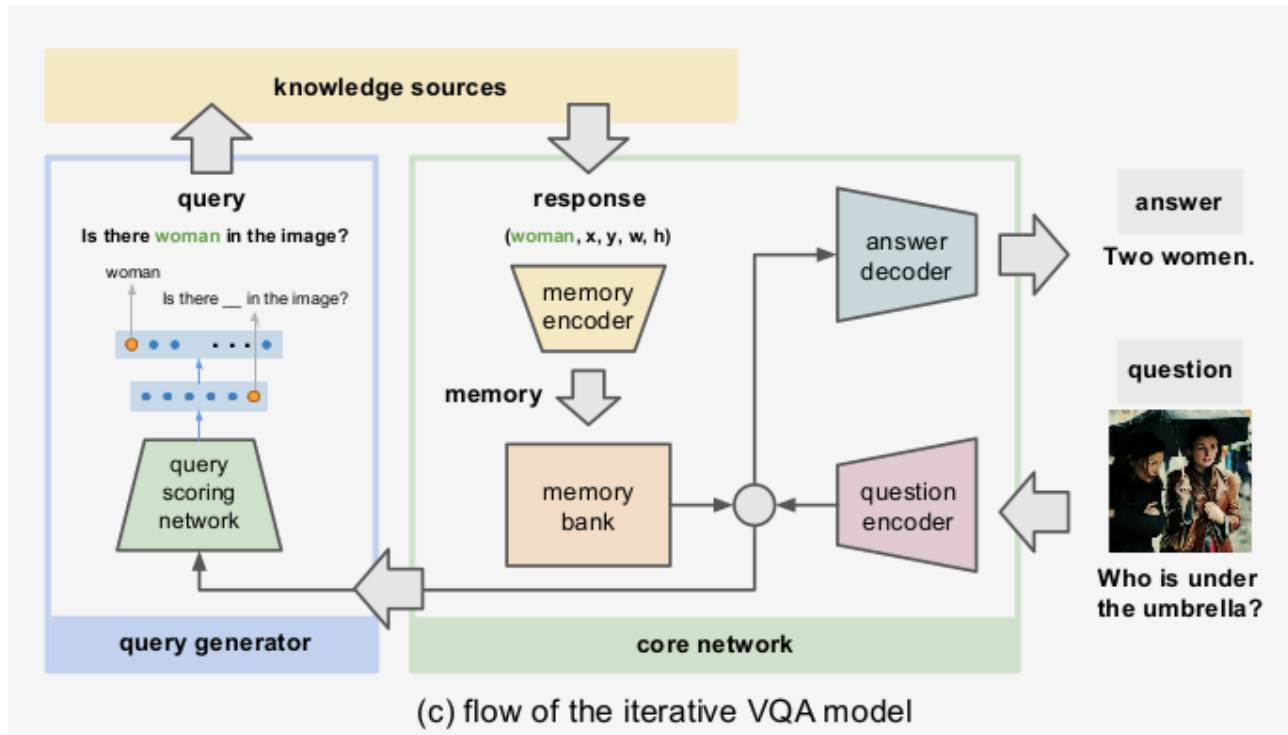 knowledge sources
query
Is there woman in the image?
woman
Is there __ in the image?
query
scoring
network
query generator
response
(woman, x, y, w, h)
memory
encoder
memory
memory
bank
answer
decoder
question
encoder
core network
answer
Two women.
question
Who is under
the umbrella?
(c) flow of the iterative VQA model